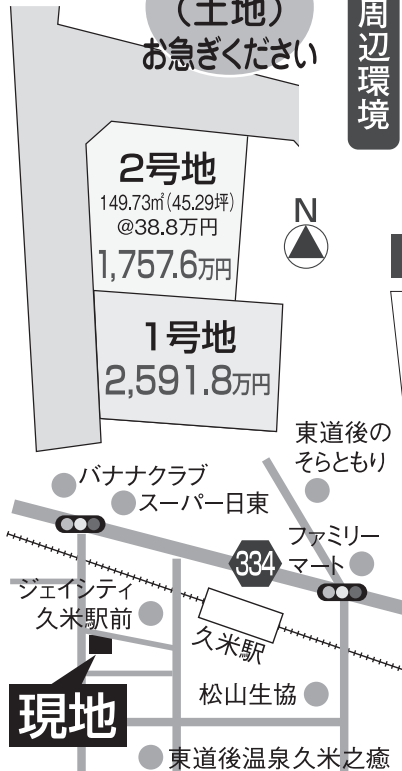 (土地)
お急ぎください
周辺環境
2号地
149.73㎡(45.29坪)
@38.8万円
1,757.6万円
N
1号地
2,591.8万円
東道後の
そらともり
バナナクラブ
スーパー日東
ファミリー
マート
334
ジェイシティ
久米駅前
久米駅
現地
松山生協
東道後温泉久米之癒